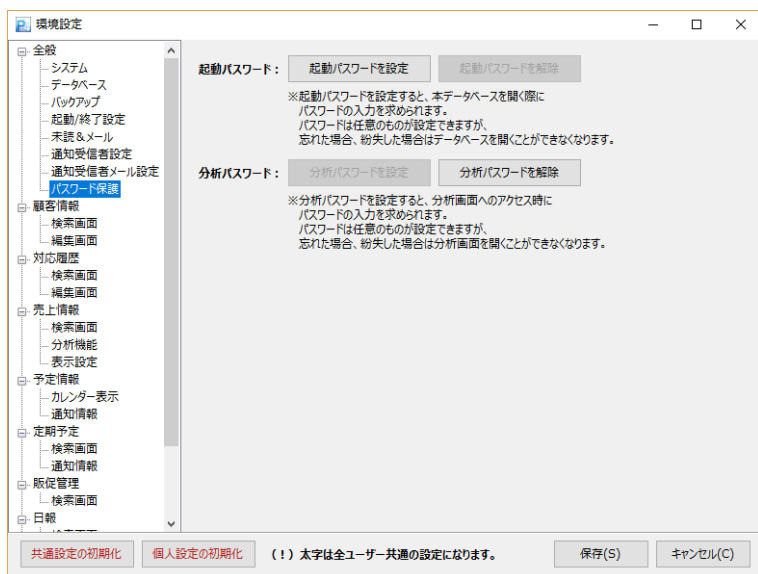 環境設定
全般
システム
データベース
バックアップ
起動/終了設定
未読＆メール
通知受信者設定
通知受信者メール設定
パスワード保護
顧客情報
検索画面
編集画面
対応履歴
検索画面
編集画面
売上情報
検索画面
分析機能
表示設定
予定情報
カレンダー表示
通知情報
定期予定
検索画面
通知情報
販促管理
検索画面
日報
起動パスワード： 起動パスワードを設定 起動パスワードを解除
※起動パスワードを設定すると、本データベースを開く際に
パスワードの入力を求められます。
パスワードは任意のものが設定できますが、
忘れた場合、紛失した場合はデータベースを開くことができなくなります。
分析パスワード： 分析パスワードを設定 分析パスワードを解除
※分析パスワードを設定すると、分析画面へのアクセス時に
パスワードの入力を求められます。
パスワードは任意のものが設定できますが、
忘れた場合、紛失した場合は分析画面を開くことができなくなります。
共通設定の初期化 個人設定の初期化 （！）太字は全ユーザー共通の設定になります。 保存(S) キャンセル(C)